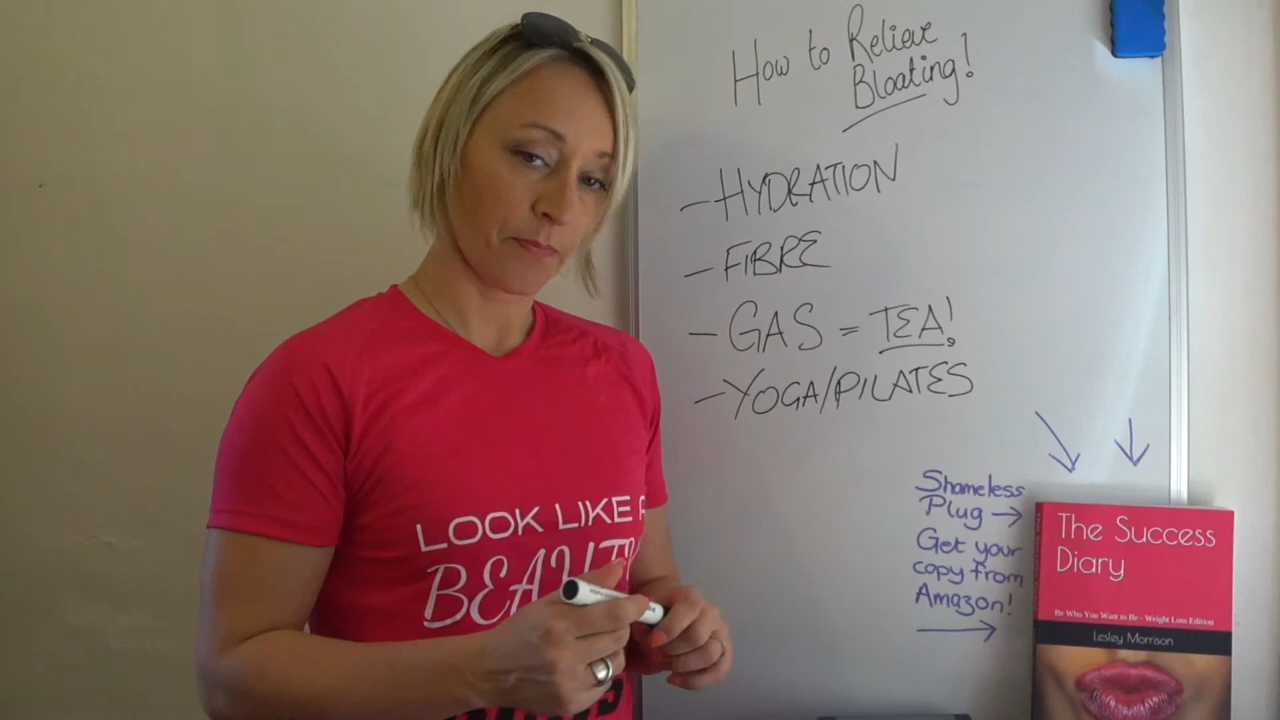 How to Relieve
Bloating!
- HYDRATION
- FIBRE
- GAS = TEA!
- YOGA/PILATES
Shameless
Plug →
Get your
copy from
Amazon!
The Success
Diary
Be Who You Want to Be - Weight Loss Edition
Lesley Morrison
LOOK LIKE A
BEAUTY